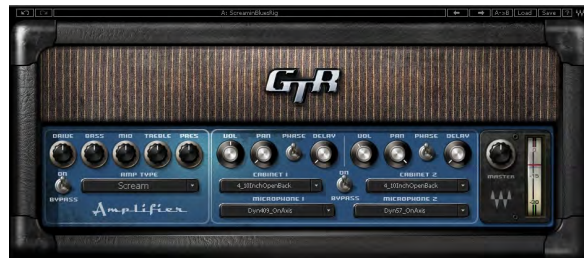 A: ScreaminBluesRig
A->B Load Save ?
GTR
DRIVE BASS MID TREBLE PRES
VOL PAN PHASE DELAY VOL PAN PHASE DELAY
ON AMP TYPE CABINET 1 ON CABINET 2 MASTER
Scream 4_10InchOpenBack 4_10InchOpenBack
BYPASS MICROPHONE 1 BYPASS MICROPHONE 2
Amplifier Dyn409_OnAxis Dyn57_OnAxis